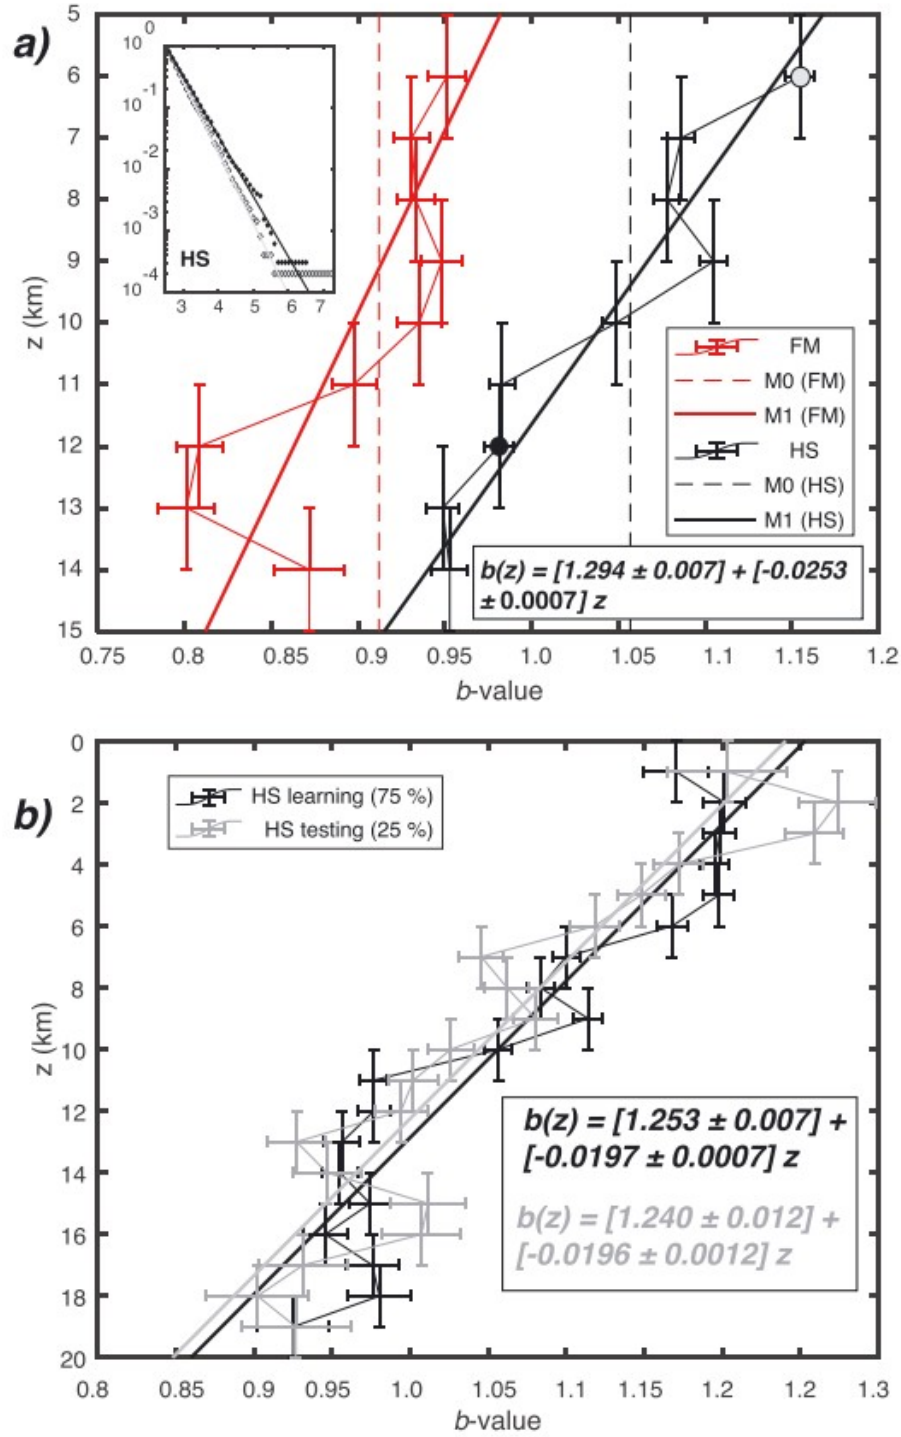 a)
5
6
7
8
9
10
11
12
13
14
15
z (km)
10 0
10 -1
10 -2
10 -3
10 -4
0
10
HS
3 4 5 6 7
FM
M0 (FM)
M1 (FM)
HS
M0 (HS)
M1 (HS)
b(z) = [1.294 ± 0.007] + [-0.0253
± 0.0007] z
0.75 0.8 0.85 0.9 0.95 1.0 1.05 1.1 1.15 1.2
b-value
b)
0
2
4
6
8
10
12
14
16
18
20
z (km)
HS learning (75 %)
HS testing (25 %)
b(z) = [1.253 ± 0.007] +
[-0.0197 ± 0.0007] z
b(z) = [1.240 ± 0.012] +
[-0.0196 ± 0.0012] z
0.8 0.85 0.9 0.95 1.0 1.05 1.1 1.15 1.2 1.2 1.3
b-value